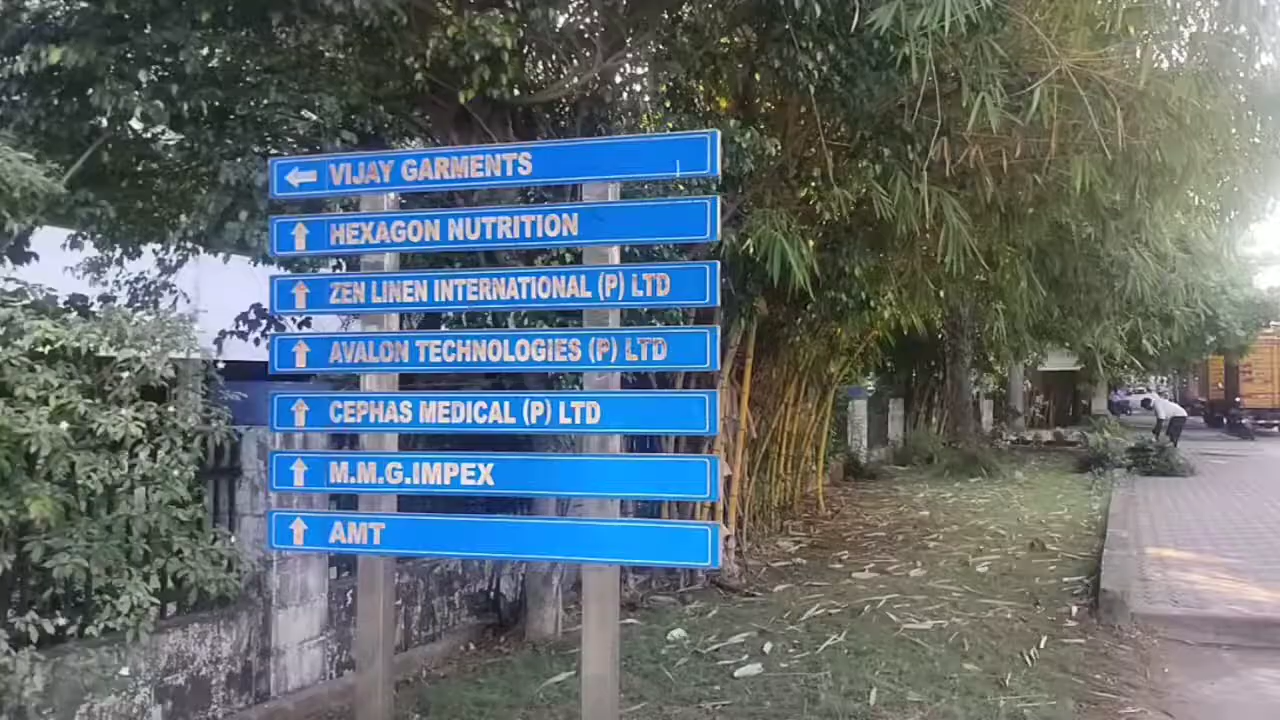 ← VIJAY GARMENTS
↑ HEXAGON NUTRITION
↑ ZEN LINEN INTERNATIONAL (P) LTD
↑ AVALON TECHNOLOGIES (P) LTD
↑ CEPHAS MEDICAL (P) LTD
↑ M.M.G.IMPEX
↑ AMT